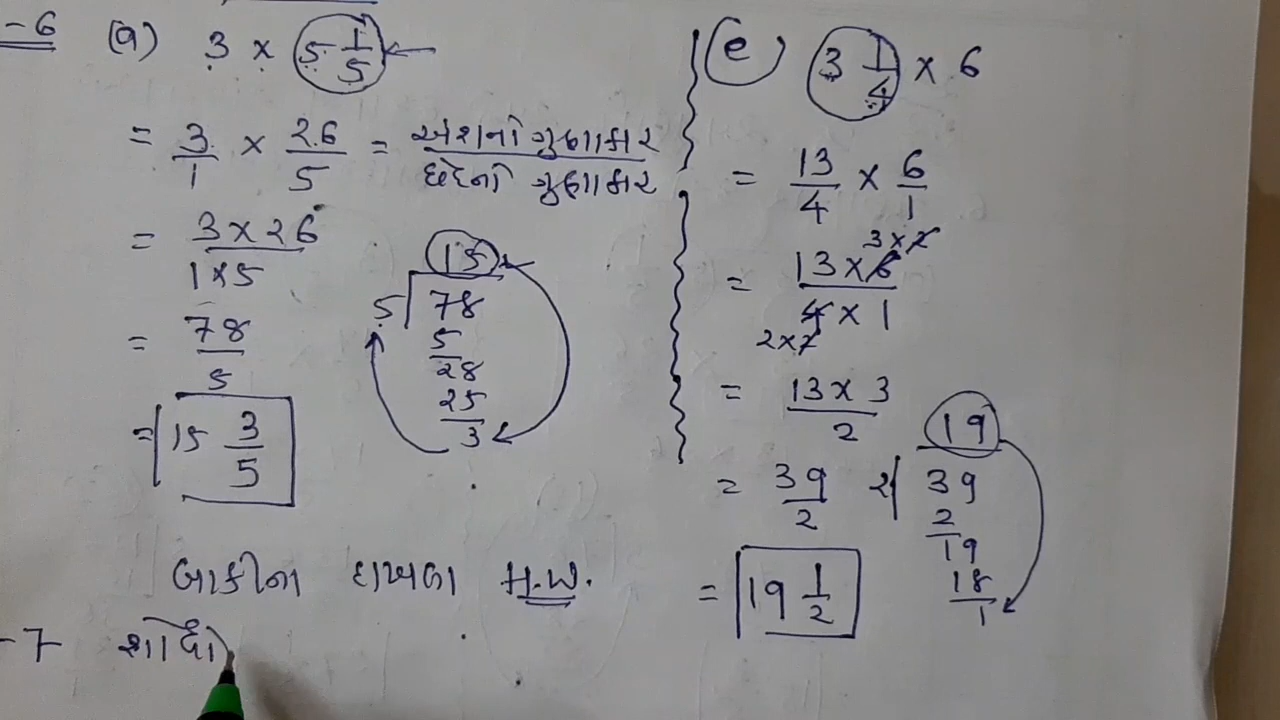 -6 (a) 3 × 5 1/5
= 3/1 × 26/5 = અંશનો ગુણાકાર / છેદનો ગુણાકાર
= 3 × 26 / 1 × 5
= 78/5
= 15 3/5
15
5 78
5
28
25
3
(e) 3 1/4 × 6
= 13/4 × 6/1
3 × 2
= 13 × 6 / 4 × 1
2 × 2
= 13 × 3 / 2
= 39/2
19
2 39
2
19
18
1
= 19 1/2
બાકીના દાખલા H.W.
-7 શોધો